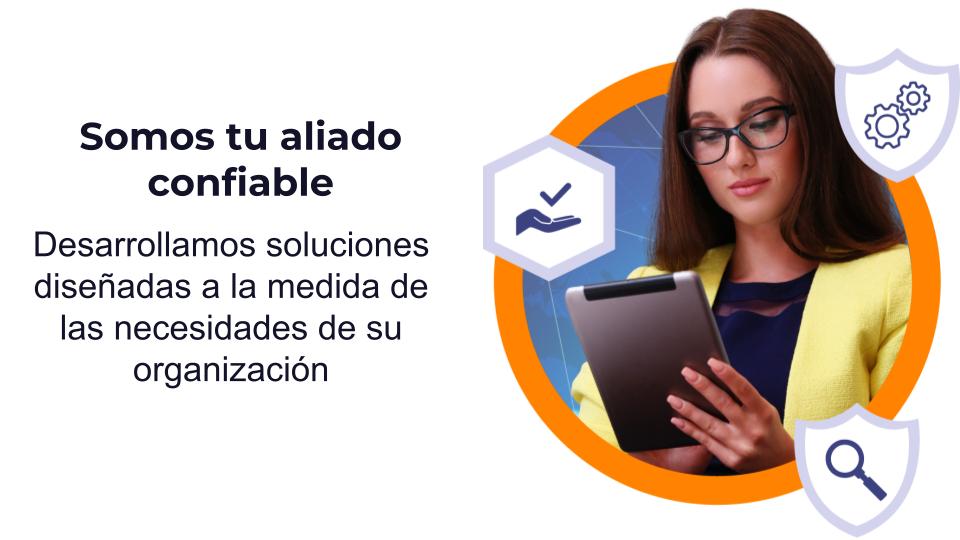 Somos tu aliado
confiable
Desarrollamos soluciones
diseñadas a la medida de
las necesidades de su
organización